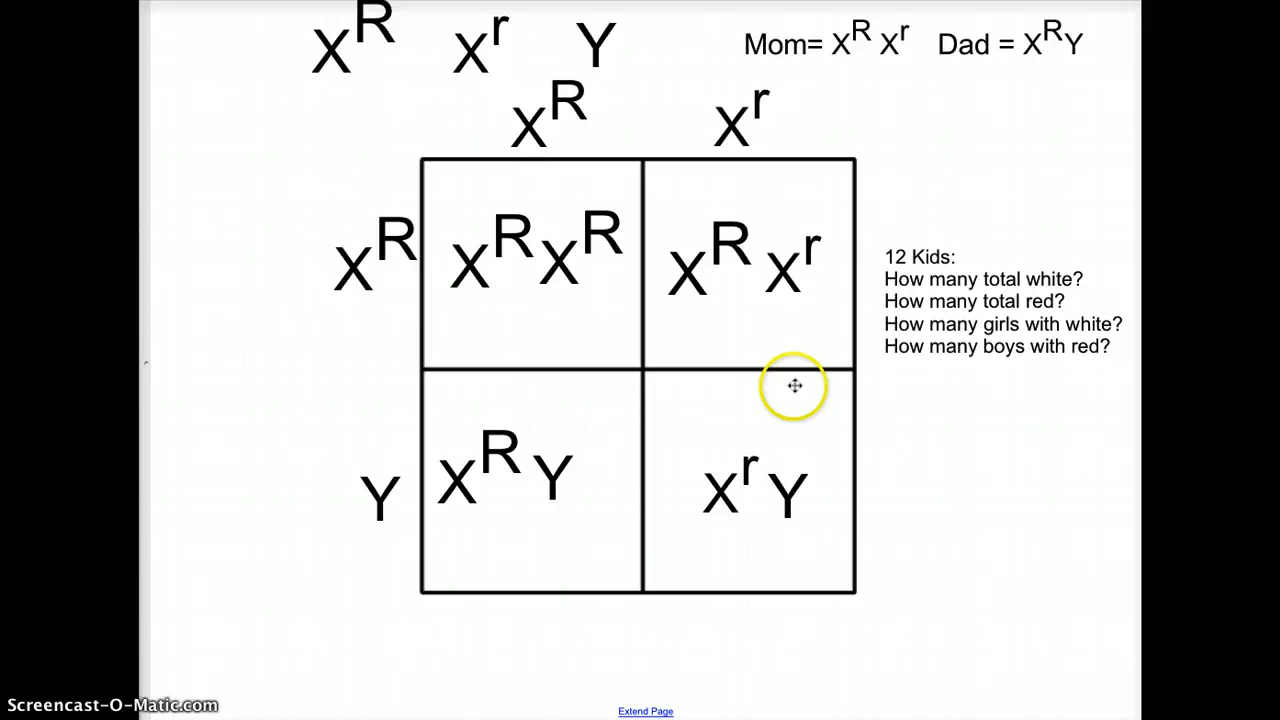 X^R X^r Y
Mom= X^R X^r Dad = X^R Y
X^R X^r
X^R X^R X^R X^R X^r
12 Kids:
How many total white?
How many total red?
How many girls with white?
How many boys with red?
Y X^R Y X^r Y
Screencast-O-Matic.com
Extend Page